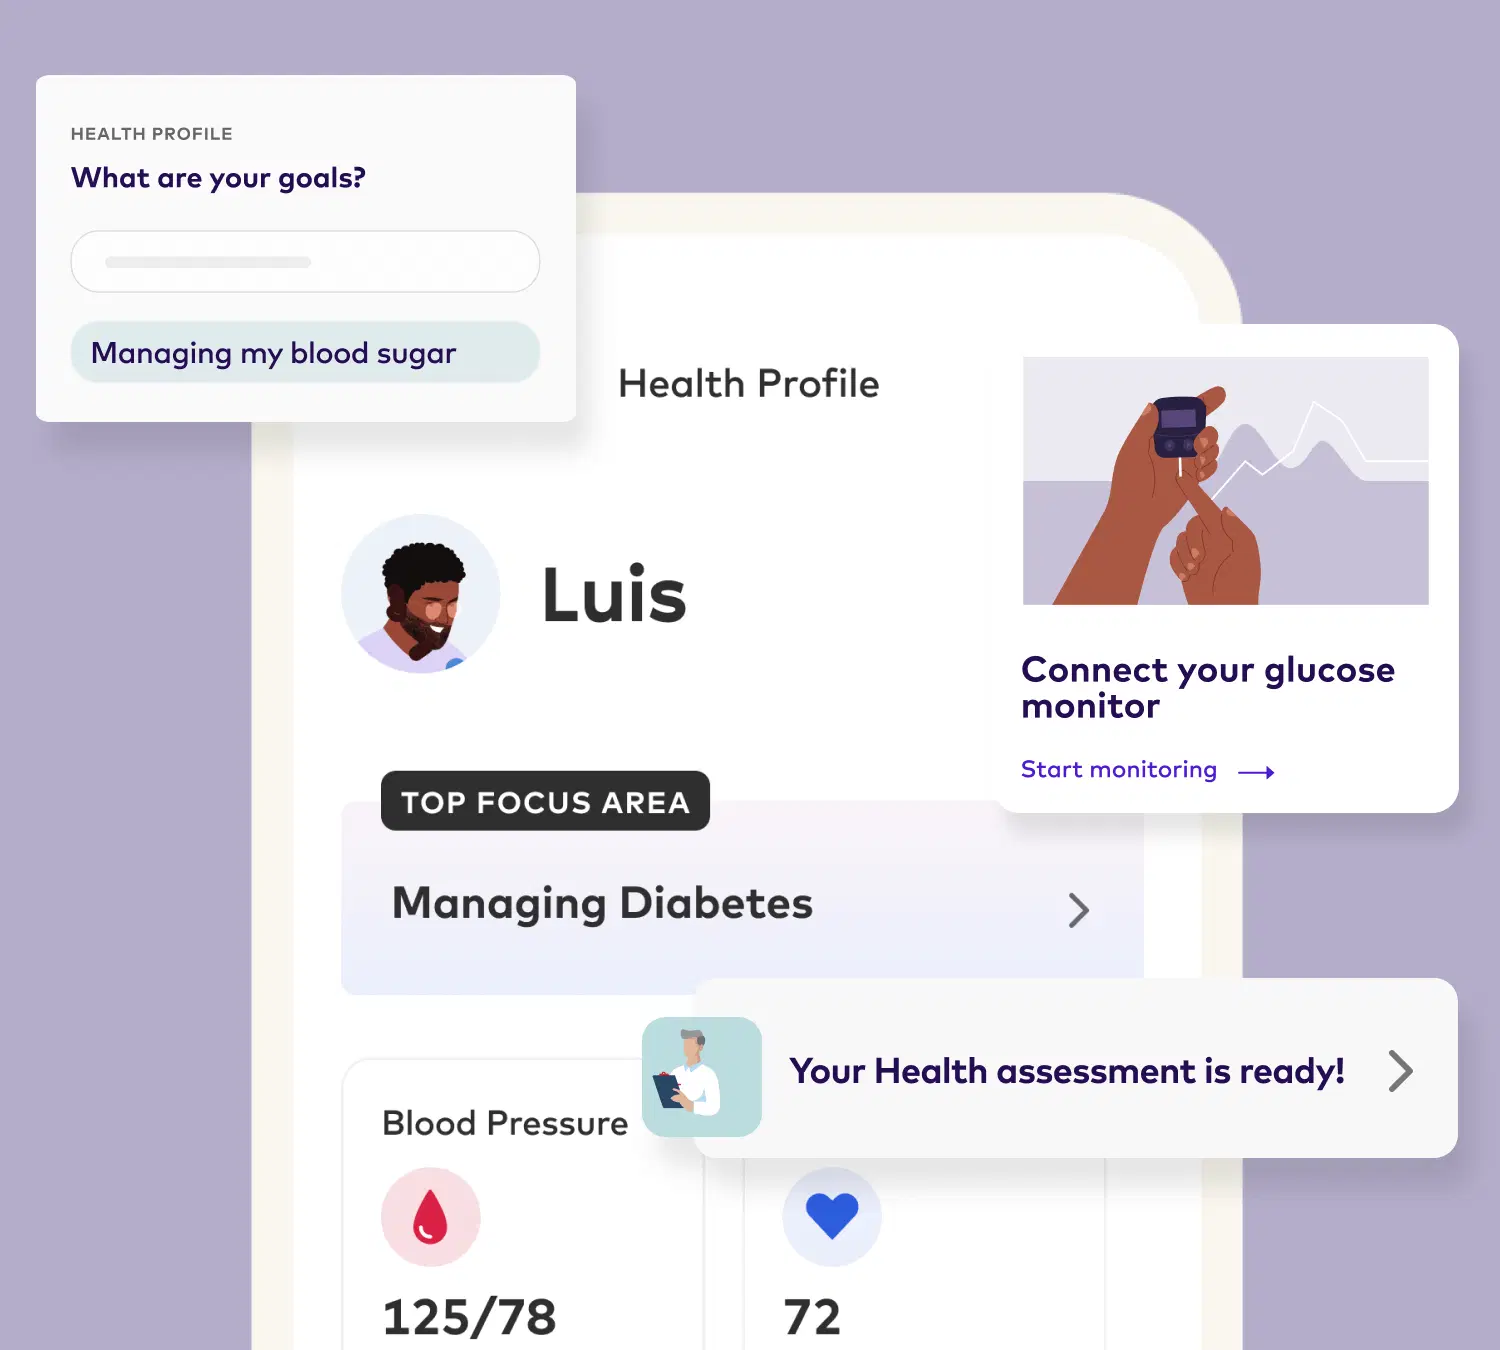 HEALTH PROFILE
What are your goals?
Managing my blood sugar
Health Profile
Luis
Connect your glucose
monitor
Start monitoring
TOP FOCUS AREA
Managing Diabetes
Your Health assessment is ready!
Blood Pressure
125/78
72